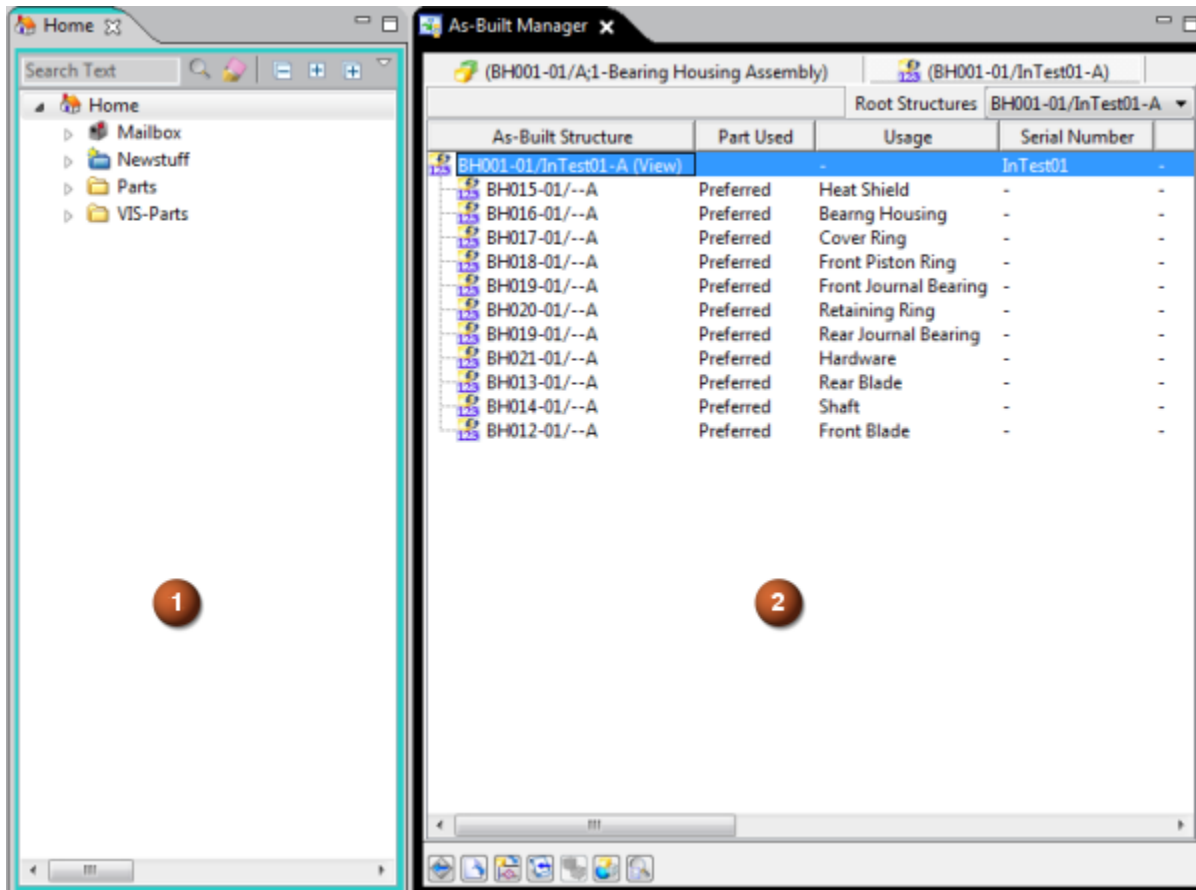 Home
As-Built Manager
Search Text
(BH001-01/A;1-Bearing Housing Assembly)
(BH001-01/InTest01-A)
Root Structures BH001-01/InTest01-A
Home
Mailbox
Newstuff
Parts
VIS-Parts
As-Built Structure Part Used Usage Serial Number
BH001-01/InTest01-A (View) - InTest01 -
BH015-01/--A Preferred Heat Shield - -
BH016-01/--A Preferred Bearng Housing - -
BH017-01/--A Preferred Cover Ring - -
BH018-01/--A Preferred Front Piston Ring - -
BH019-01/--A Preferred Front Journal Bearing - -
BH020-01/--A Preferred Retaining Ring - -
BH019-01/--A Preferred Rear Journal Bearing - -
BH021-01/--A Preferred Hardware - -
BH013-01/--A Preferred Rear Blade - -
BH014-01/--A Preferred Shaft - -
BH012-01/--A Preferred Front Blade - -
1
2